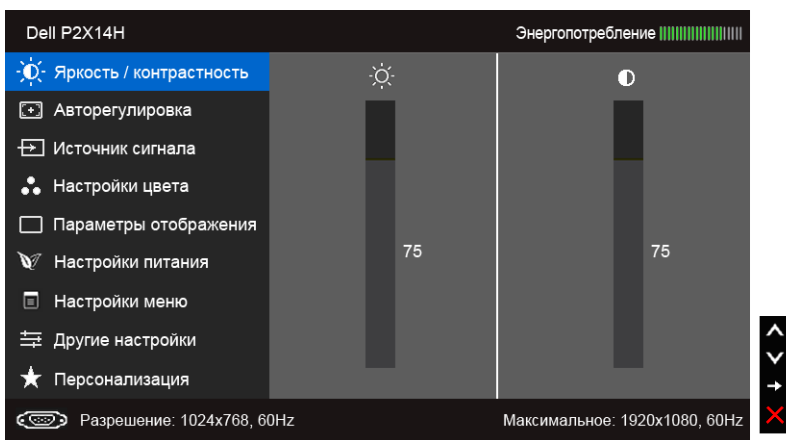 Dell P2X14H
Энергопотребление
Яркость / контрастность
Авторегулировка
Источник сигнала
Настройки цвета
Параметры отображения
Настройки питания
Настройки меню
Другие настройки
Персонализация
75
75
Разрешение: 1024x768, 60Hz
Максимальное: 1920x1080, 60Hz